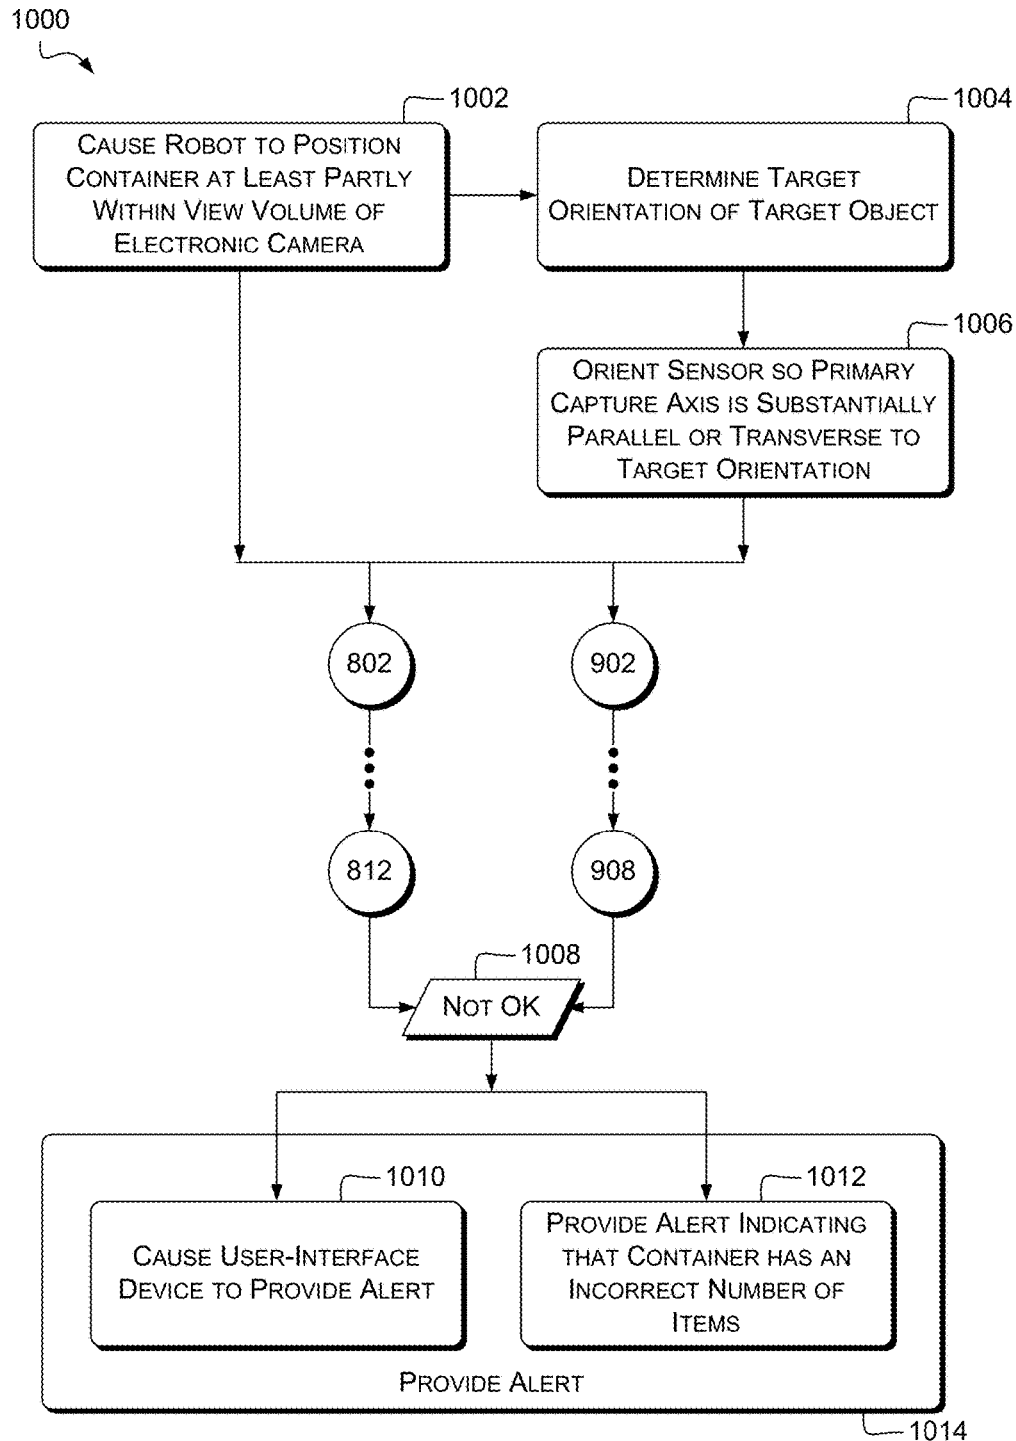 1000
1002
CAUSE ROBOT TO POSITION
CONTAINER AT LEAST PARTLY
WITHIN VIEW VOLUME OF
ELECTRONIC CAMERA
1004
DETERMINE TARGET
ORIENTATION OF TARGET OBJECT
1006
ORIENT SENSOR SO PRIMARY
CAPTURE AXIS IS SUBSTANTIALLY
PARALLEL OR TRANSVERSE TO
TARGET ORIENTATION
802
902
812
908
1008
NOT OK
1010
CAUSE USER-INTERFACE
DEVICE TO PROVIDE ALERT
1012
PROVIDE ALERT INDICATING
THAT CONTAINER HAS AN
INCORRECT NUMBER OF
ITEMS
PROVIDE ALERT
1014